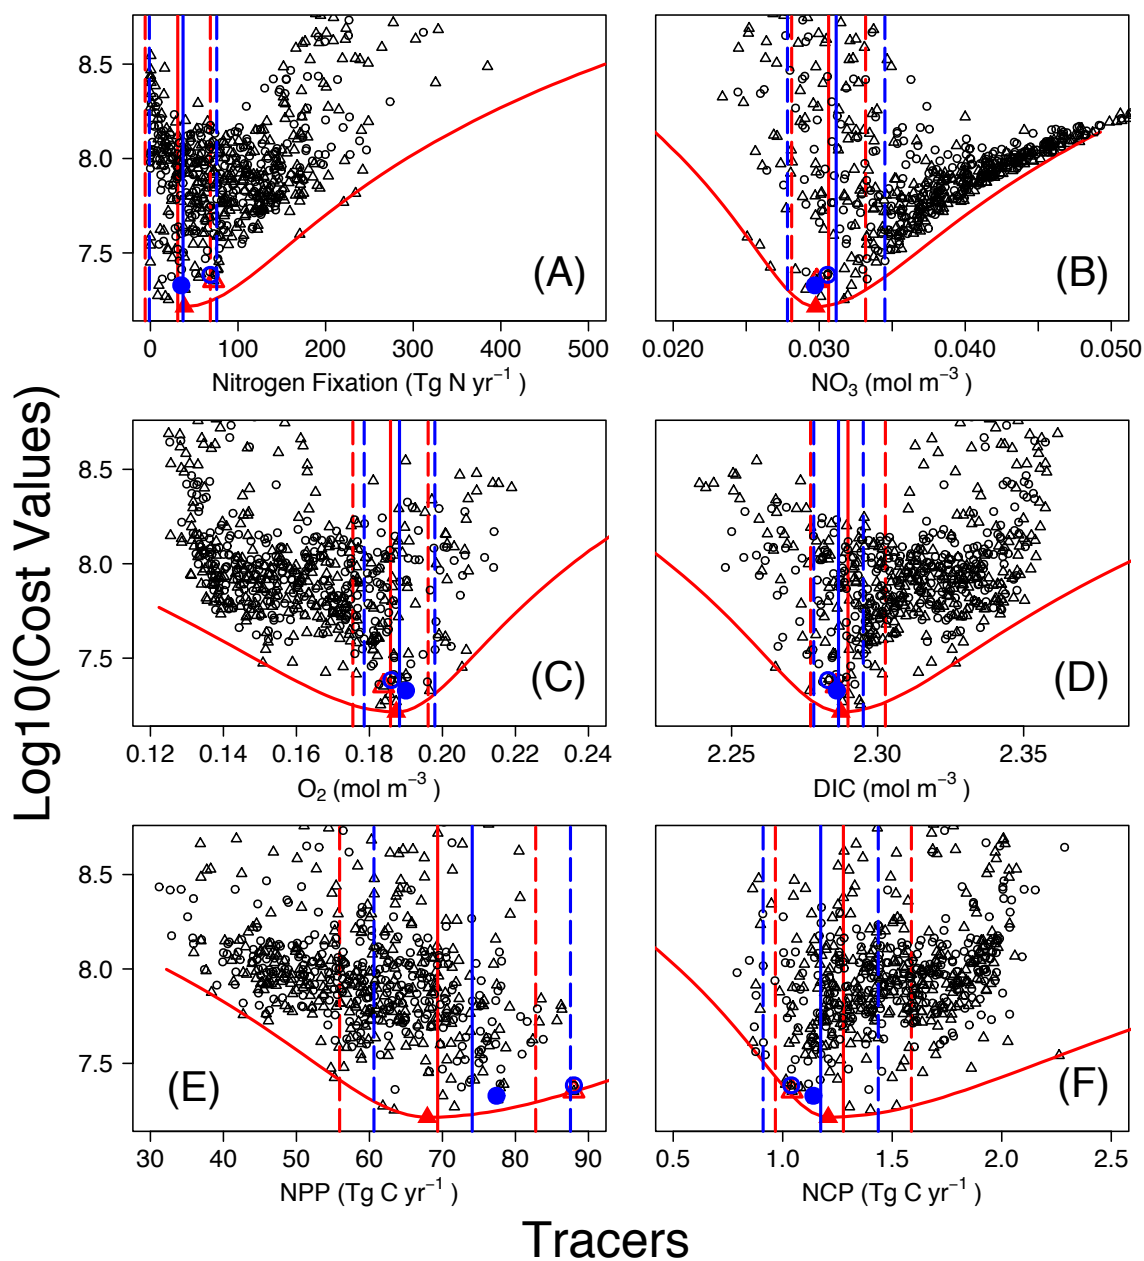 8.5
8.0
7.5
(A)
0 100 200 300 400 500
Nitrogen Fixation (Tg N yr⁻¹ )
(B)
0.020 0.030 0.040 0.050
NO₃ (mol m⁻³ )
Log10(Cost Values)
8.5
8.0
7.5
(C)
0.12 0.14 0.16 0.18 0.20 0.22 0.24
O₂ (mol m⁻³ )
(D)
2.25 2.30 2.35
DIC (mol m⁻³ )
8.5
8.0
7.5
(E)
30 40 50 60 70 80 90
NPP (Tg C yr⁻¹ )
(F)
0.5 1.0 1.5 2.0 2.5
NCP (Tg C yr⁻¹ )
Tracers